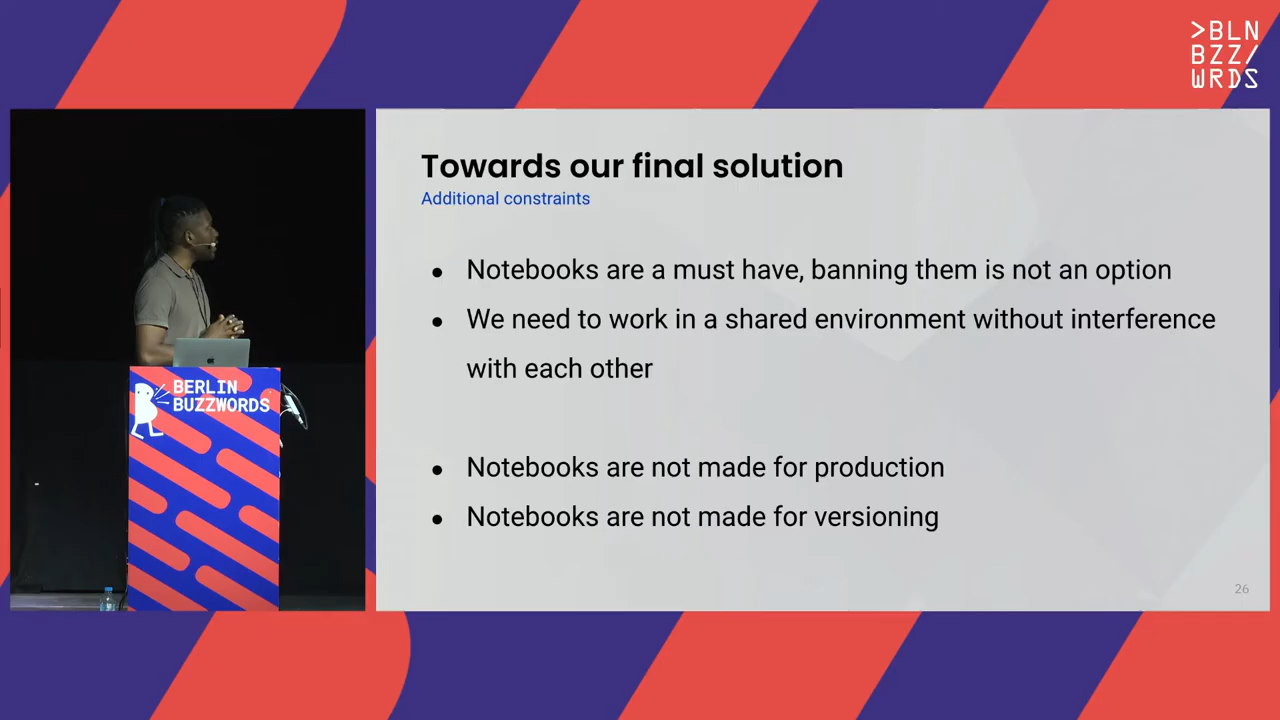 >BLN
BZZ/
WRDS
Towards our final solution
Additional constraints
● Notebooks are a must have, banning them is not an option
● We need to work in a shared environment without interference
with each other
● Notebooks are not made for production
● Notebooks are not made for versioning
26
BERLIN
BUZZWORDS